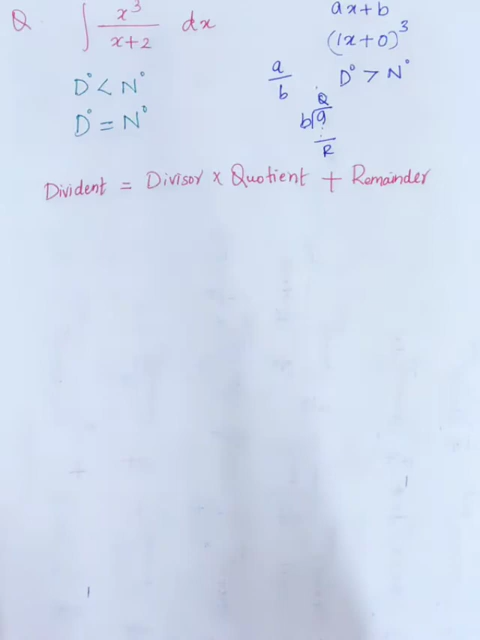 Q ∫ x³/(x+2) dx
ax+b
(1x+0)³
D° < N°
D° = N°
a/b
D° > N°
Q
b√a
R
Divident = Divisor × Quotient + Remainder